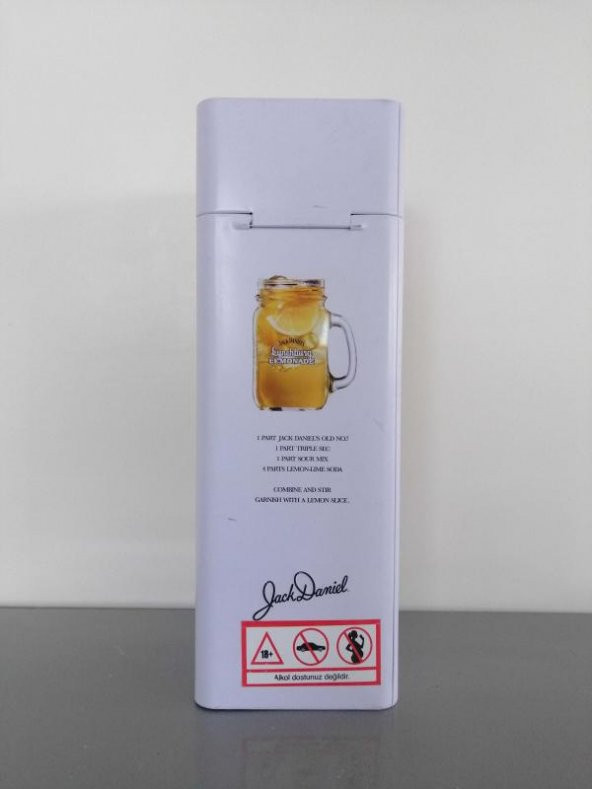 JACK DANIEL'S
Lynchburg
LEMONADE
1 PART JACK DANIEL'S OLD NO.7
1 PART TRIPLE SEC
1 PART SOUR MIX
4 PARTS LEMON-LIME SODA
COMBINE AND STIR
GARNISH WITH A LEMON SLICE.
Jack Daniel
18+
Alkol dostunuz değildir.